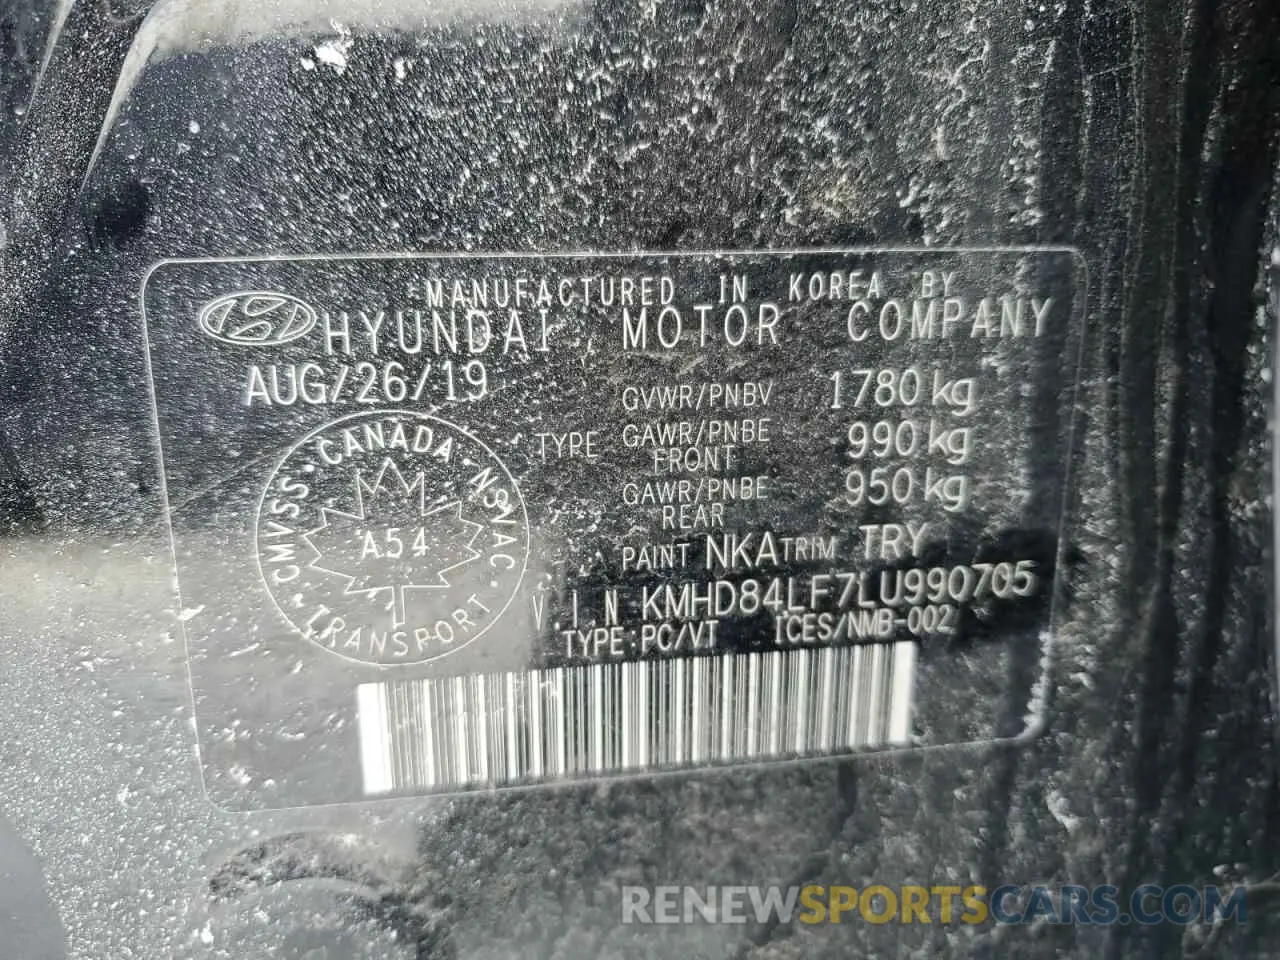 MANUFACTURED IN KOREA BY
HYUNDAI MOTOR COMPANY
AUG/26/19
GVWR/PNBV 1780 kg
TYPE GAWR/PNBE FRONT 990 kg
GAWR/PNBE REAR 950 kg
PAINT NKA TRIM TRY
V.I.N KMHD84LF7LU990705
TYPE:PC/VT ICES/NMB-002
CANADA · NSVAC · TRANSPORT · CMVSS
A54
RENEWSPORTSCARS.COM